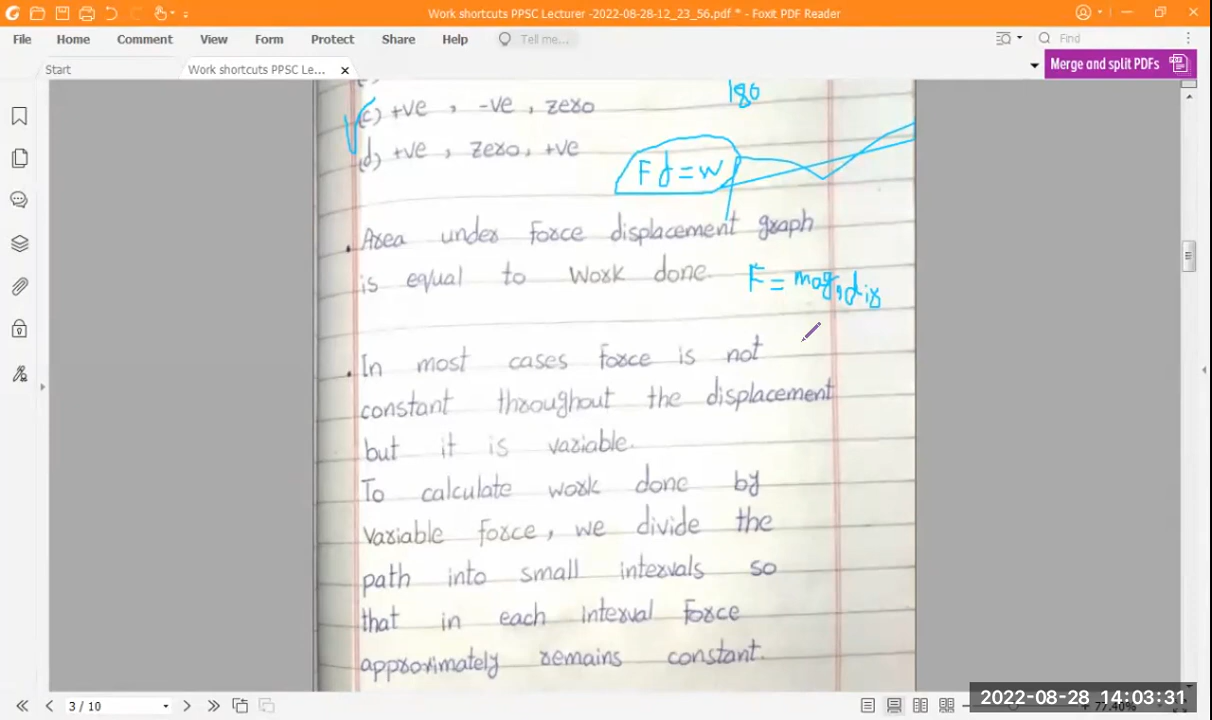 Work shortcuts PPSC Lecturer -2022-08-28-12_23_56.pdf * - Foxit PDF Reader
File Home Comment View Form Protect Share Help Tell me... Find
Start Work shortcuts PPSC Le... Merge and split PDFs
(c) +ve , -ve , zero
180
(d) +ve , zero, +ve
Fd = W
. Area under force displacement graph
is equal to Work done.
F = mag, dir
. In most cases force is not
constant throughout the displacement
but it is variable.
To calculate work done by
variable force, we divide the
path into small intervals so
that in each interval Force
approximately remains constant.
3 / 10
2022-08-28 14:03:31
77.40%